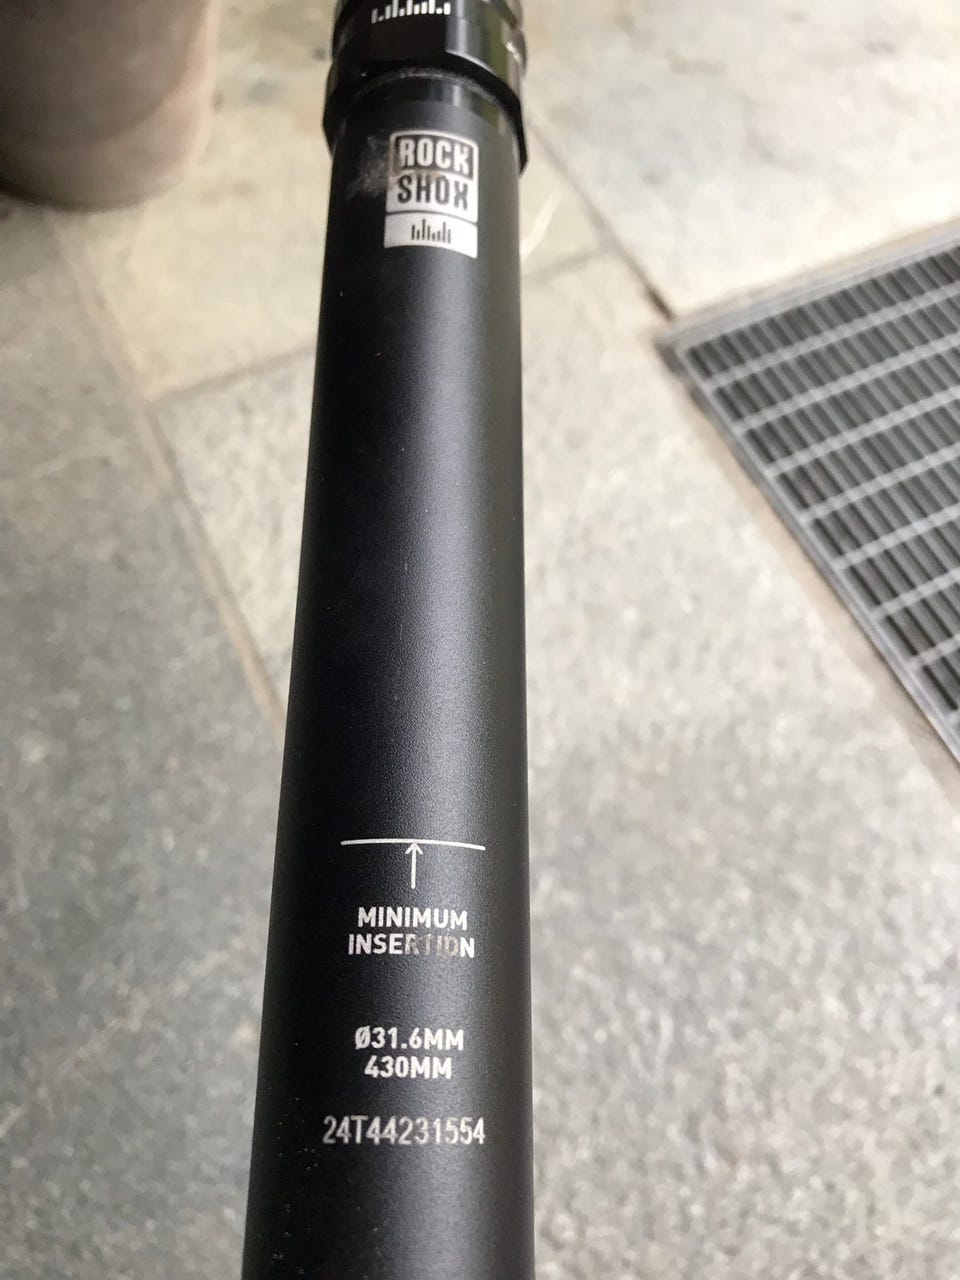 ROCK
SHOX
MINIMUM
INSERTION
Ø31.6MM
430MM
24T44231554